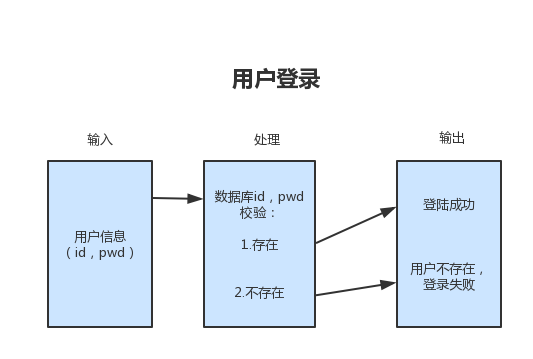 用户登录
输入
处理
输出
用户信息
（id，pwd）
数据库id，pwd
校验：
1.存在
2.不存在
登陆成功
用户不存在，
登录失败